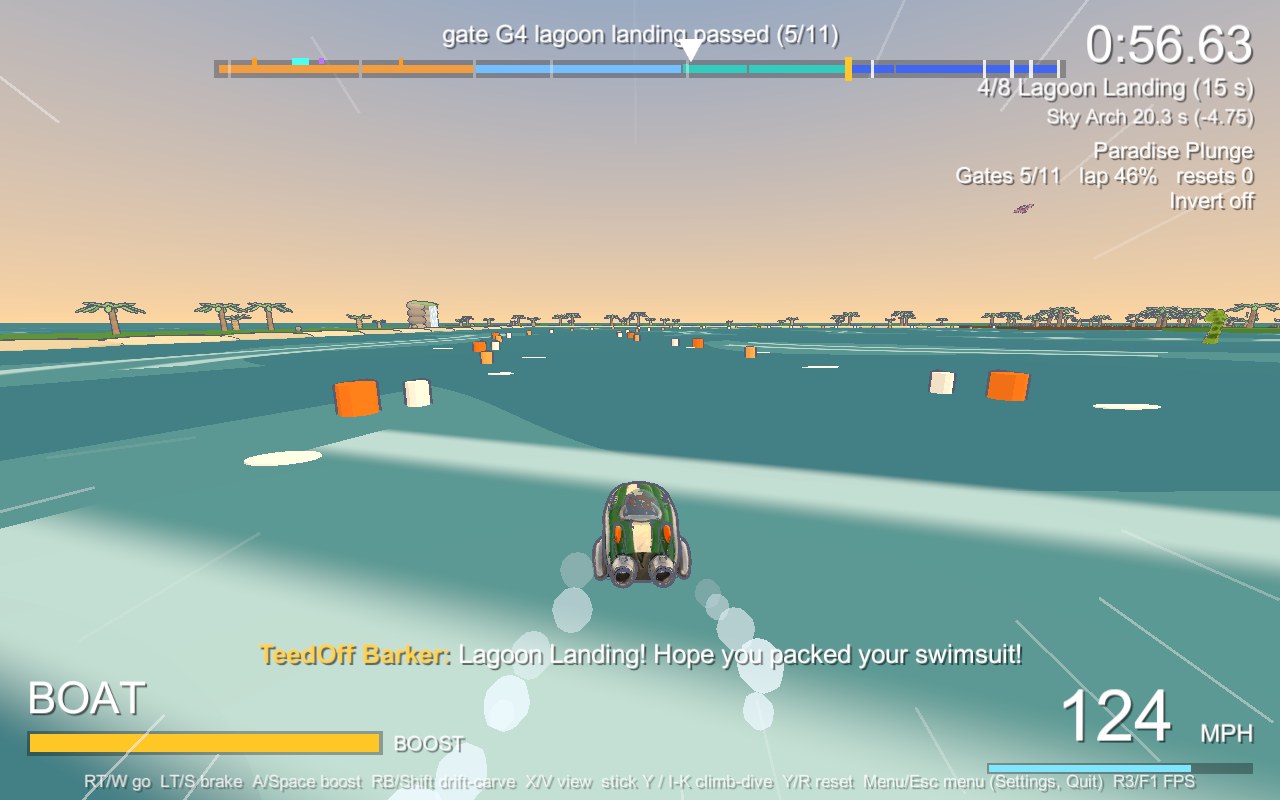 gate G4 lagoon landing passed (5/11)
0:56.63
4/8 Lagoon Landing (15 s)
Sky Arch 20.3 s (-4.75)
Paradise Plunge
Gates 5/11 lap 46% resets 0
Invert off
TeedOff Barker: Lagoon Landing! Hope you packed your swimsuit!
BOAT
BOOST
124 MPH
RT/W go LT/S brake A/Space boost RB/Shift drift-carve X/V view stick Y / I-K climb-dive Y/R reset Menu/Esc menu (Settings, Quit) R3/F1 FPS